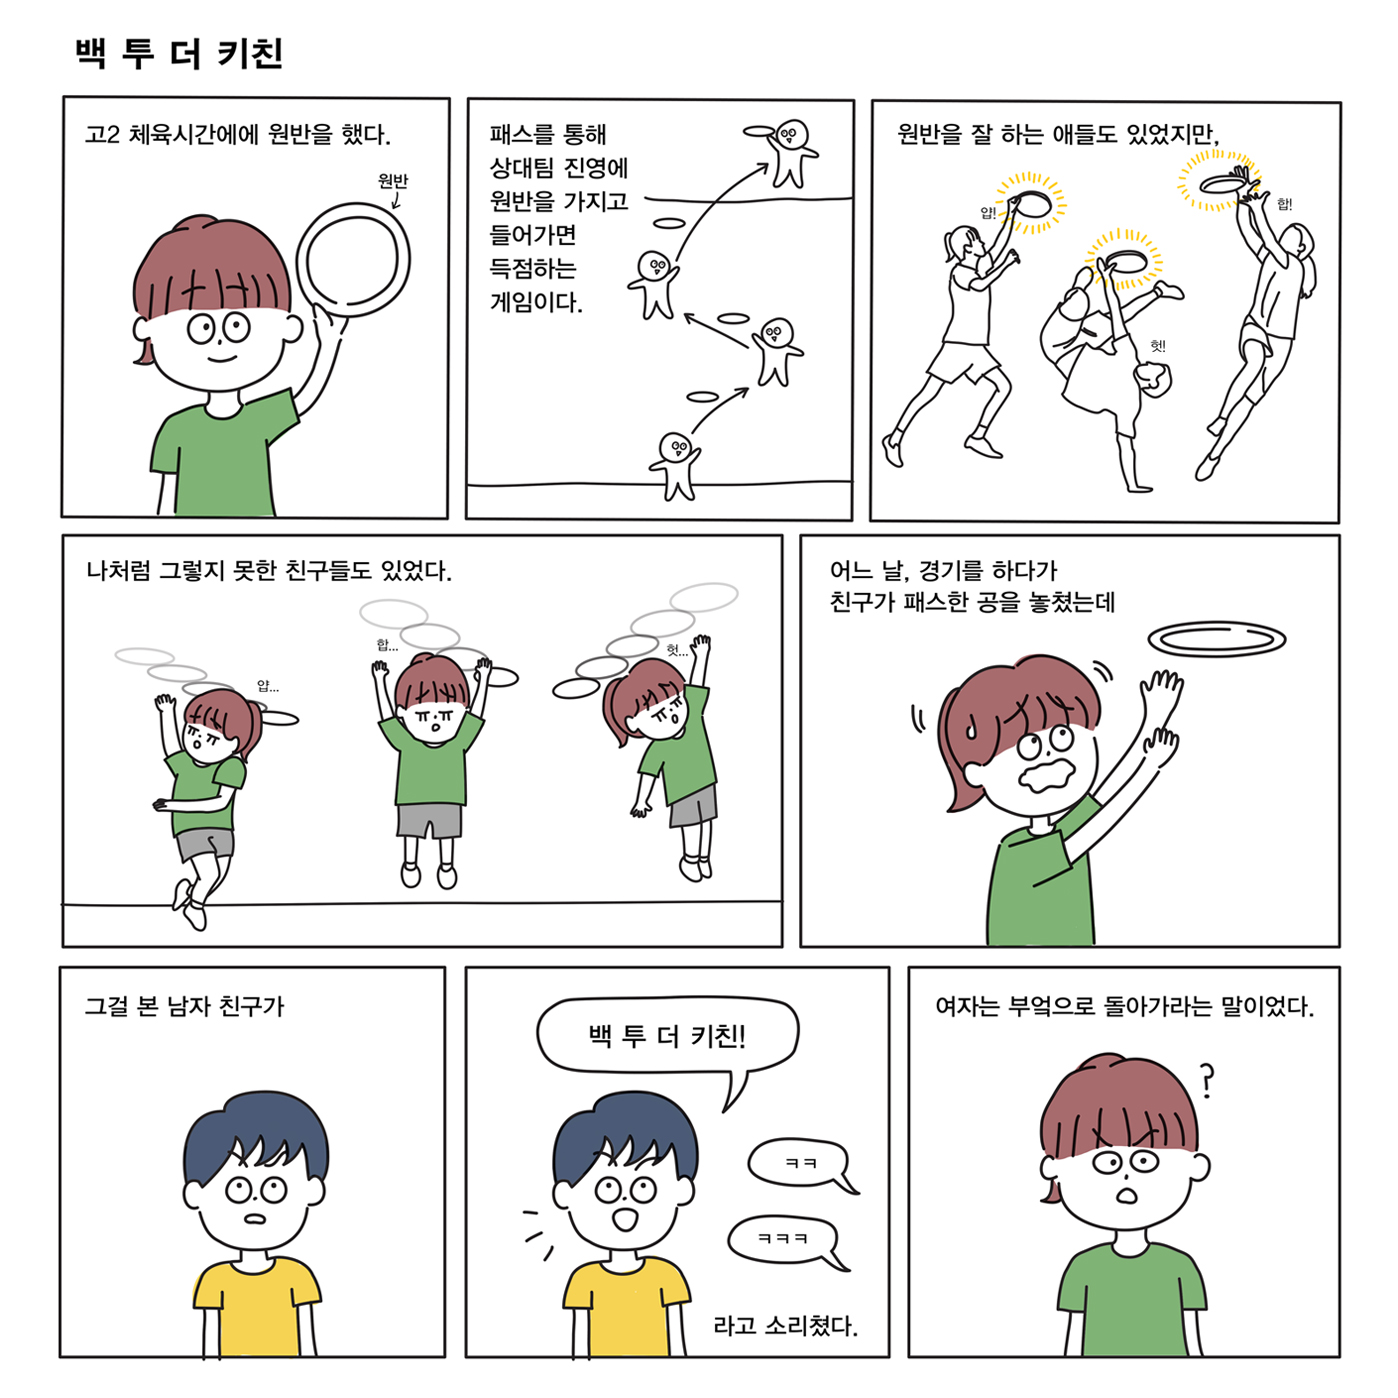 백 투 더 키친
고2 체육시간에에 원반을 했다.
원반
패스를 통해
상대팀 진영에
원반을 가지고
들어가면
득점하는
게임이다.
원반을 잘 하는 애들도 있었지만,
얍!
헛!
합!
나처럼 그렇지 못한 친구들도 있었다.
얍...
합...
헛...
어느 날, 경기를 하다가
친구가 패스한 공을 놓쳤는데
그걸 본 남자 친구가
백 투 더 키친!
ㅋㅋ
ㅋㅋㅋ
라고 소리쳤다.
여자는 부엌으로 돌아가라는 말이었다.
?